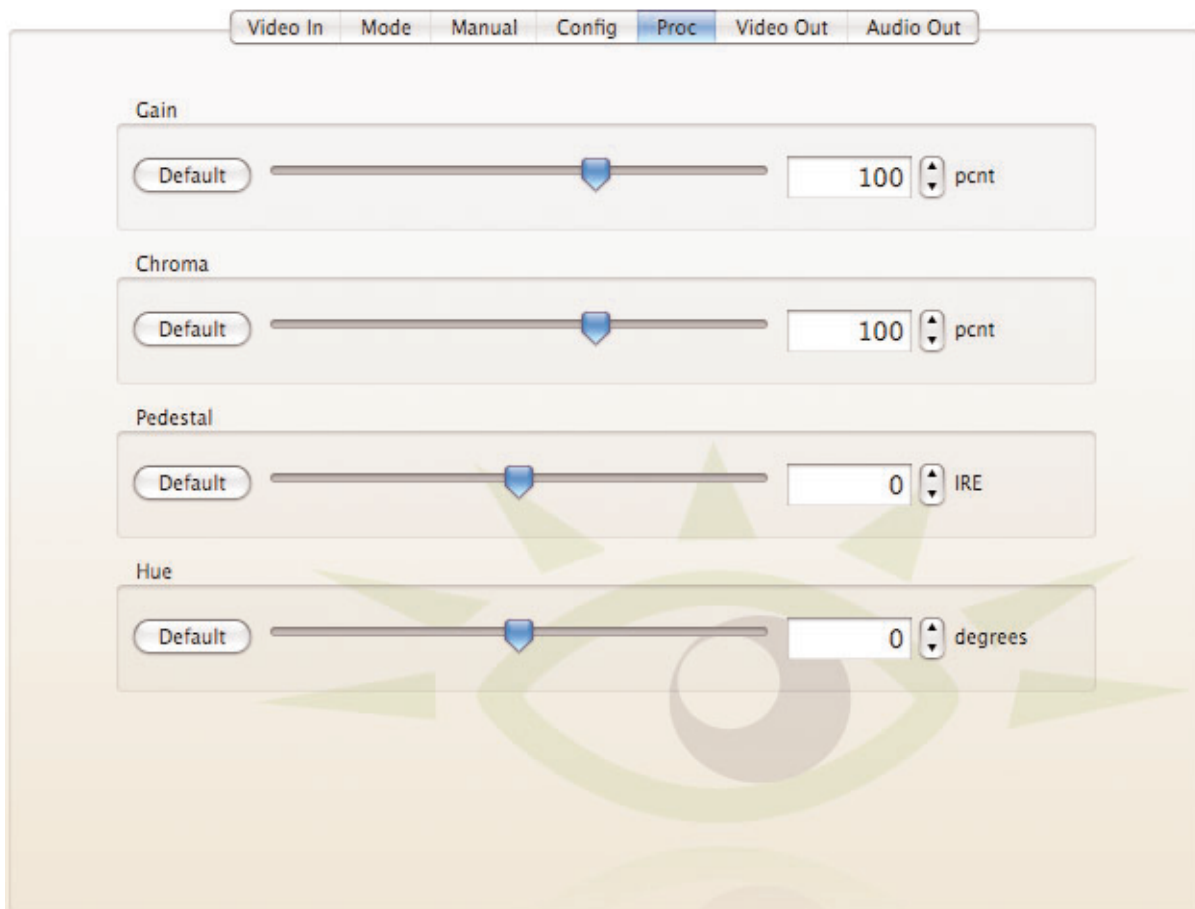 Video In Mode Manual Config Proc Video Out Audio Out
Gain
Default 100 pcnt
Chroma
Default 100 pcnt
Pedestal
Default 0 IRE
Hue
Default 0 degrees